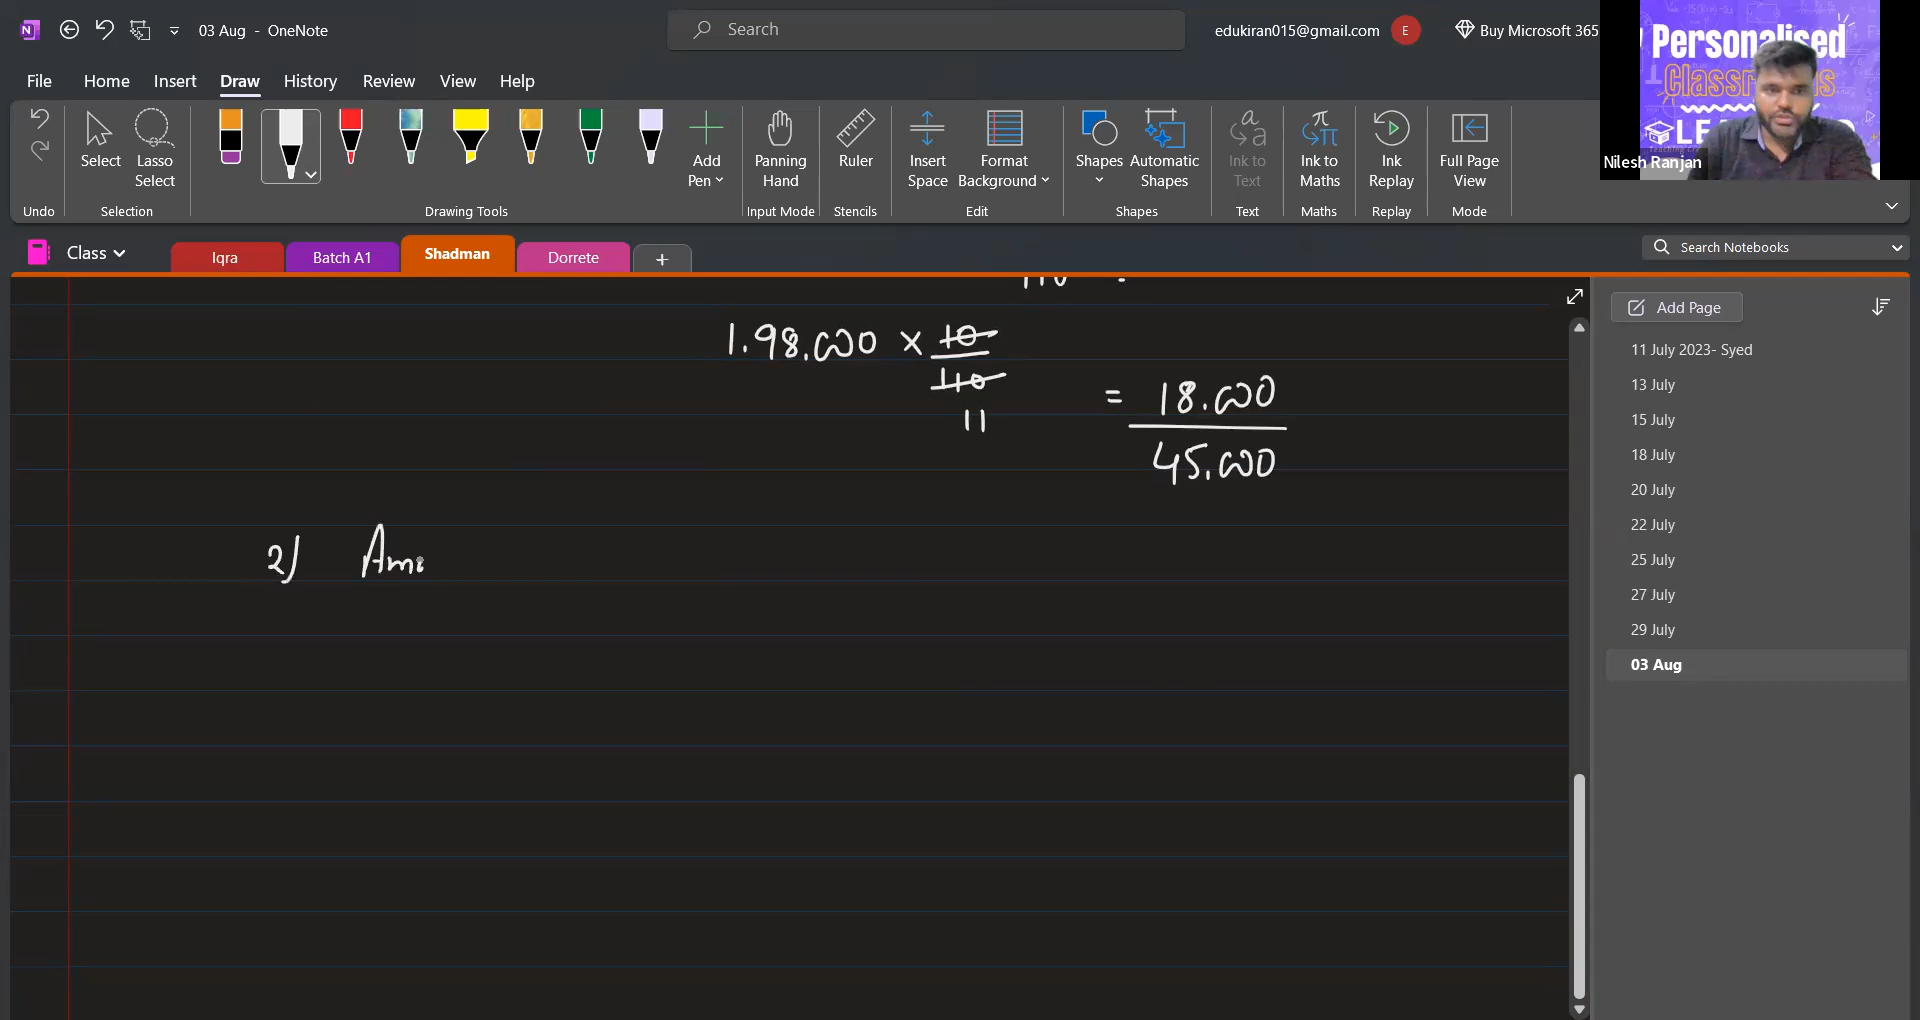 03 Aug - OneNote
Search
edukiran015@gmail.com
E
Buy Microsoft 365
Personalised
Classrooms
Nilesh Ranjan
File Home Insert Draw History Review View Help
Select
Lasso Select
Add Pen
Panning Hand
Ruler
Insert Space
Format Background
Shapes
Automatic Shapes
Ink to Text
Ink to Maths
Ink Replay
Full Page View
Undo Selection Drawing Tools Input Mode Stencils Edit Shapes Text Maths Replay Mode
Class Iqra Batch A1 Shadman Dorrete +
Search Notebooks
Add Page
11 July 2023- Syed
13 July
15 July
18 July
20 July
22 July
25 July
27 July
29 July
03 Aug
110
1.98.000 × 10
110
11
= 18.000
45.000
2) Ami